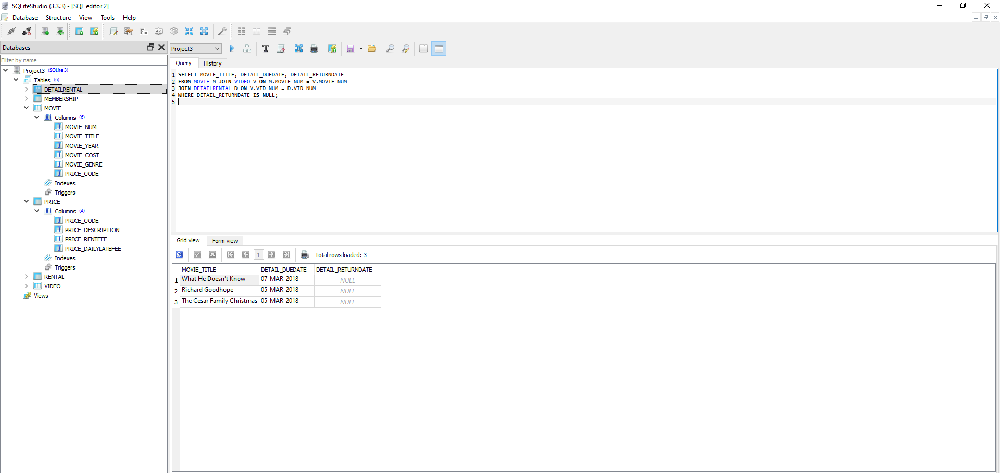 SQLiteStudio (3.3.3) - [SQL editor 2]
Database Structure View Tools Help
Databases
Filter by name
Project3 (SQLite 3)
Tables (6)
DETAILRENTAL
MEMBERSHIP
MOVIE
Columns (6)
MOVIE_NUM
MOVIE_TITLE
MOVIE_YEAR
MOVIE_COST
MOVIE_GENRE
PRICE_CODE
Indexes
Triggers
PRICE
Columns (4)
PRICE_CODE
PRICE_DESCRIPTION
PRICE_RENTFEE
PRICE_DAILYLATEFEE
Indexes
Triggers
RENTAL
VIDEO
Views
Project3
Query History
1 SELECT MOVIE_TITLE, DETAIL_DUEDATE, DETAIL_RETURNDATE
2 FROM MOVIE M JOIN VIDEO V ON M.MOVIE_NUM = V.MOVIE_NUM
3 JOIN DETAILRENTAL D ON V.VID_NUM = D.VID_NUM
4 WHERE DETAIL_RETURNDATE IS NULL;
5
Grid view Form view
1 Total rows loaded: 3
MOVIE_TITLE DETAIL_DUEDATE DETAIL_RETURNDATE
1 What He Doesn't Know 07-MAR-2018 NULL
2 Richard Goodhope 05-MAR-2018 NULL
3 The Cesar Family Christmas 05-MAR-2018 NULL